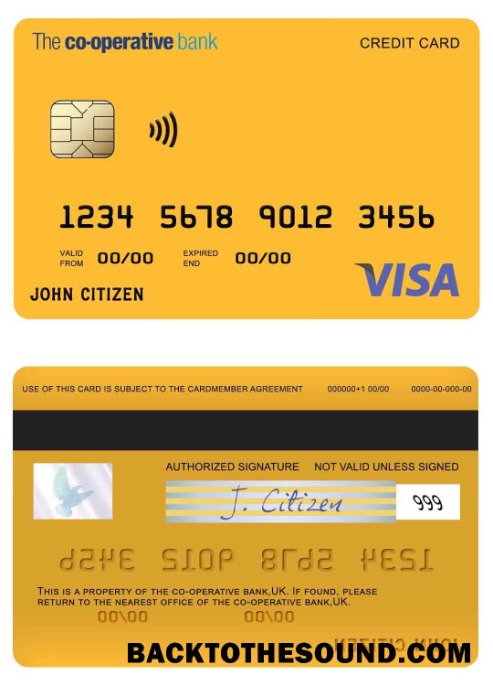 The co-operative bank CREDIT CARD
1234 5678 9012 3456
VALID FROM 00/00 EXPIRED END 00/00
VISA
JOHN CITIZEN
USE OF THIS CARD IS SUBJECT TO THE CARDMEMBER AGREEMENT 000000+1 00/00 0000-00-000-00
AUTHORIZED SIGNATURE NOT VALID UNLESS SIGNED
J. Citizen 999
THIS IS A PROPERTY OF THE CO-OPERATIVE BANK,UK. IF FOUND, PLEASE
RETURN TO THE NEAREST OFFICE OF THE CO-OPERATIVE BANK,UK.
00/00 00/00
BACKTOTHESOUND.COM